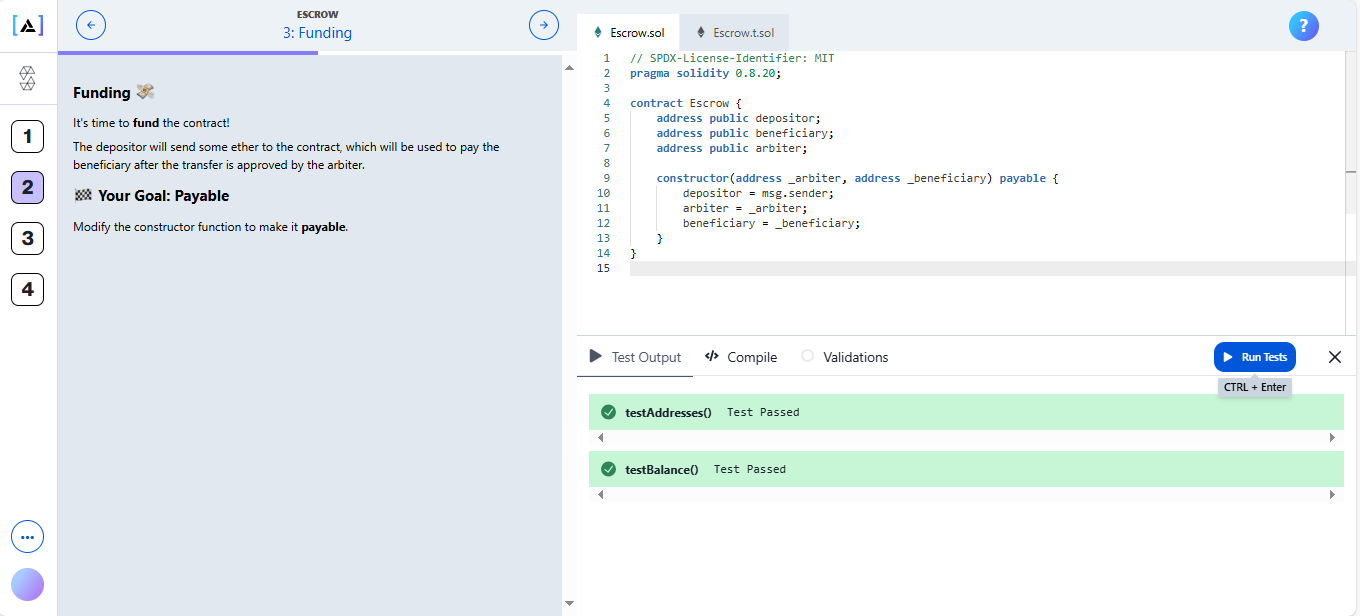 ESCROW
3: Funding
1
2
3
4
Funding 💸
It's time to fund the contract!
The depositor will send some ether to the contract, which will be used to pay the
beneficiary after the transfer is approved by the arbiter.
🏁 Your Goal: Payable
Modify the constructor function to make it payable.
Escrow.sol
Escrow.t.sol
?
1 // SPDX-License-Identifier: MIT
2 pragma solidity 0.8.20;
3
4 contract Escrow {
5     address public depositor;
6     address public beneficiary;
7     address public arbiter;
8
9     constructor(address _arbiter, address _beneficiary) payable {
10         depositor = msg.sender;
11         arbiter = _arbiter;
12         beneficiary = _beneficiary;
13     }
14 }
15
Test Output
Compile
Validations
Run Tests
CTRL + Enter
testAddresses() Test Passed
testBalance() Test Passed